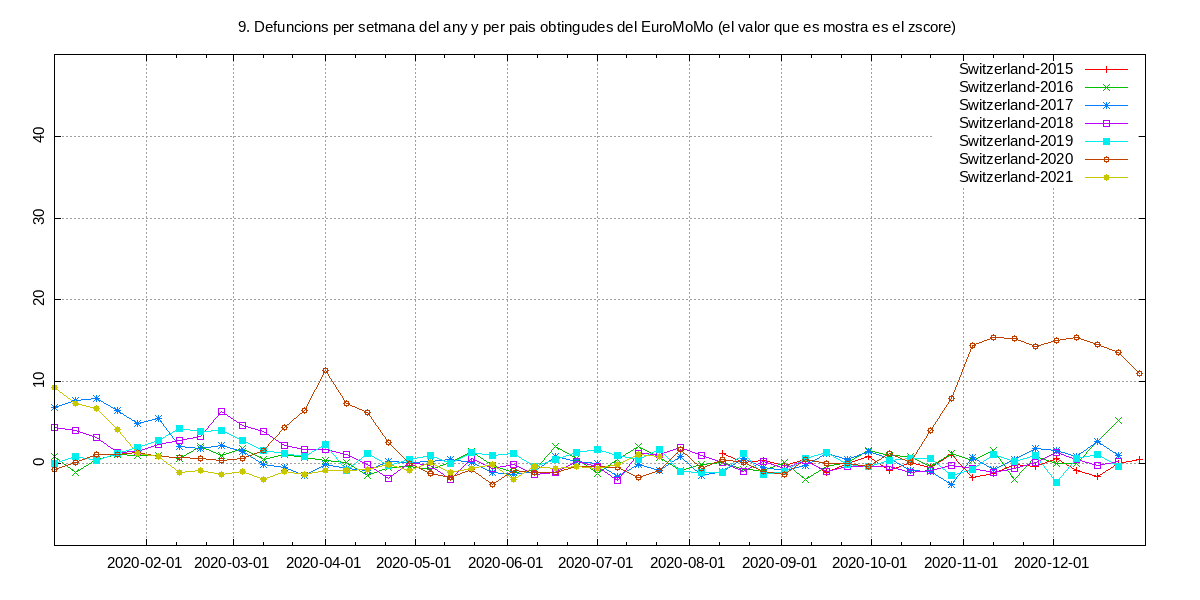 9. Defuncions per setmana del any y per pais obtingudes del EuroMoMo (el valor que es mostra es el zscore)
Switzerland-2015
Switzerland-2016
Switzerland-2017
Switzerland-2018
Switzerland-2019
Switzerland-2020
Switzerland-2021
40
30
20
10
0
2020-02-01 2020-03-01 2020-04-01 2020-05-01 2020-06-01 2020-07-01 2020-08-01 2020-09-01 2020-10-01 2020-11-01 2020-12-01